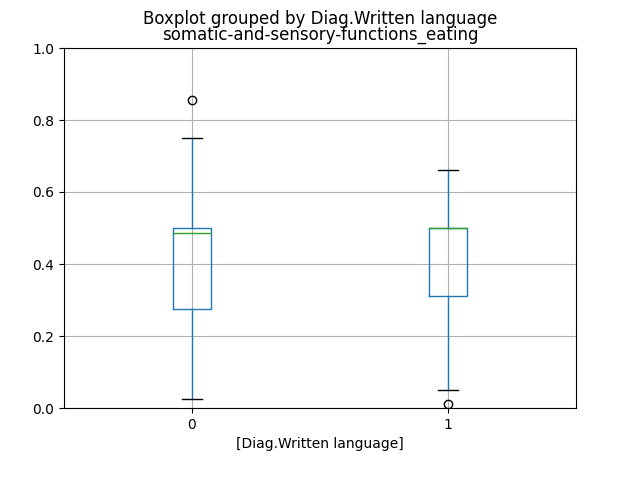 Boxplot grouped by Diag.Written language
somatic-and-sensory-functions_eating
1.0
0.8
0.6
0.4
0.2
0.0
0 1
[Diag.Written language]